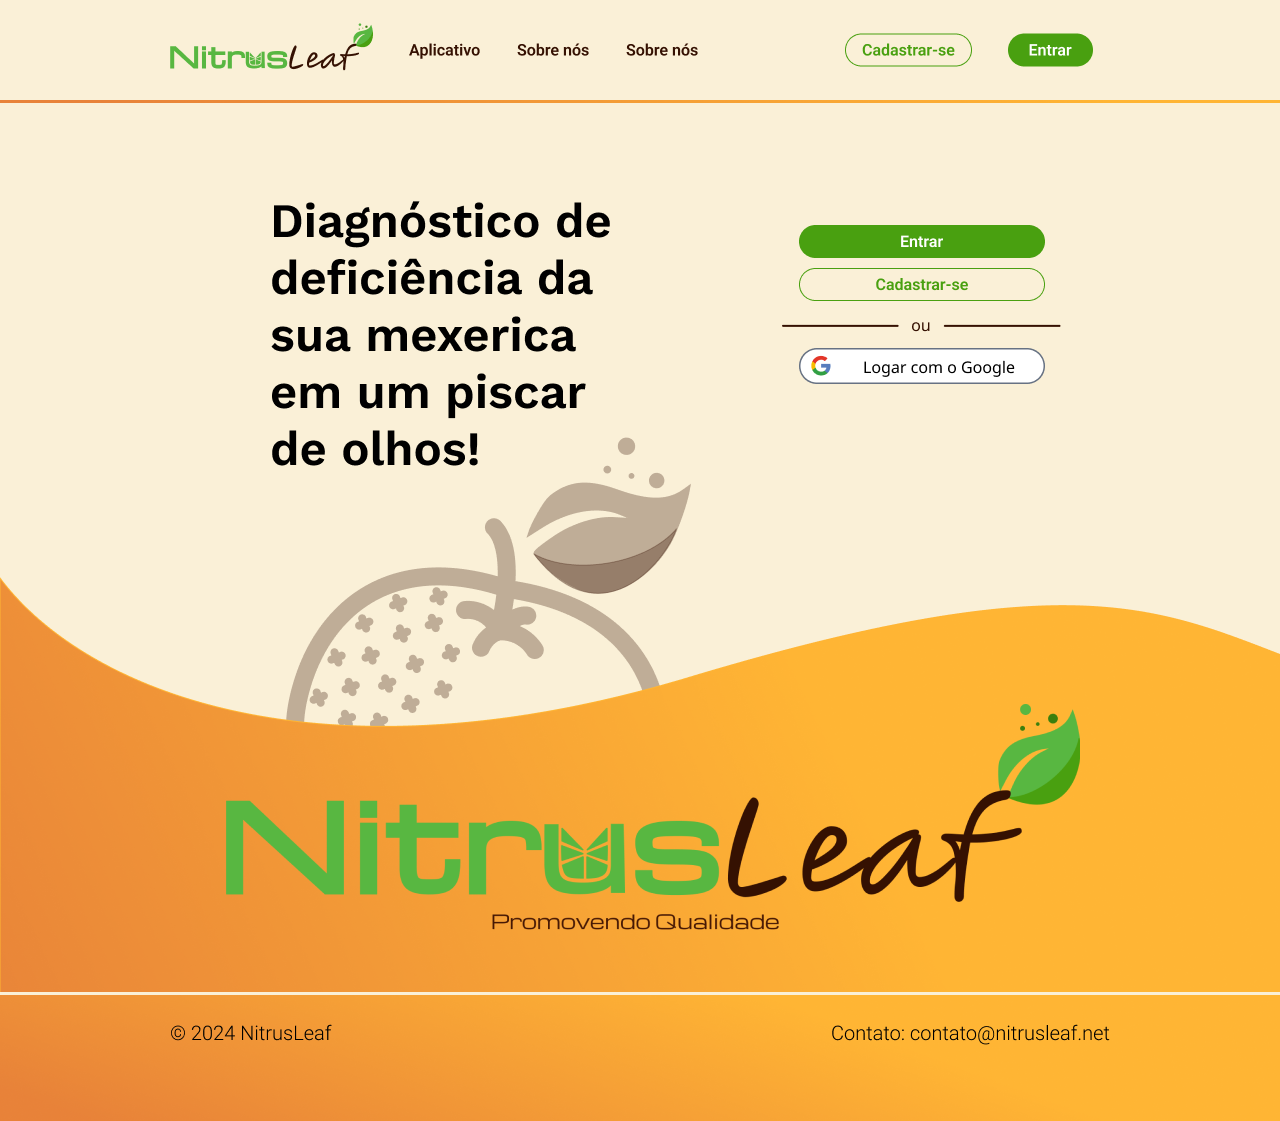 NitrusLeaf Aplicativo Sobre nós Sobre nós Cadastrar-se Entrar
Diagnóstico de
deficiência da
sua mexerica
em um piscar
de olhos!
Entrar
Cadastrar-se
ou
Logar com o Google
NitrusLeaf
Promovendo Qualidade
© 2024 NitrusLeaf
Contato: contato@nitrusleaf.net